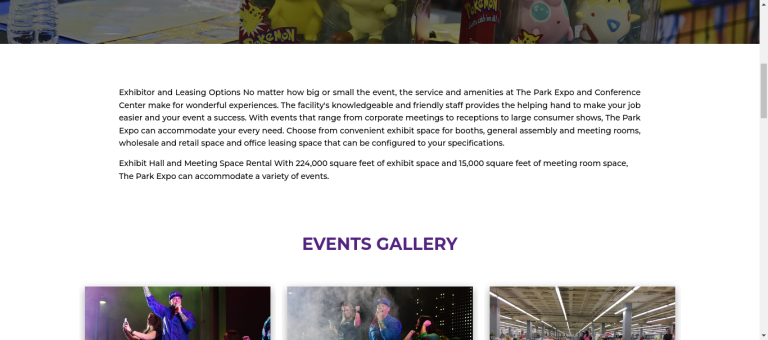 POKÉMON
POKÉMON
Exhibitor and Leasing Options No matter how big or small the event, the service and amenities at The Park Expo and Conference
Center make for wonderful experiences. The facility's knowledgeable and friendly staff provides the helping hand to make your job
easier and your event a success. With events that range from corporate meetings to receptions to large consumer shows, The Park
Expo can accommodate your every need. Choose from convenient exhibit space for booths, general assembly and meeting rooms,
wholesale and retail space and office leasing space that can be configured to your specifications.
Exhibit Hall and Meeting Space Rental With 224,000 square feet of exhibit space and 15,000 square feet of meeting room space,
The Park Expo can accommodate a variety of events.
EVENTS GALLERY